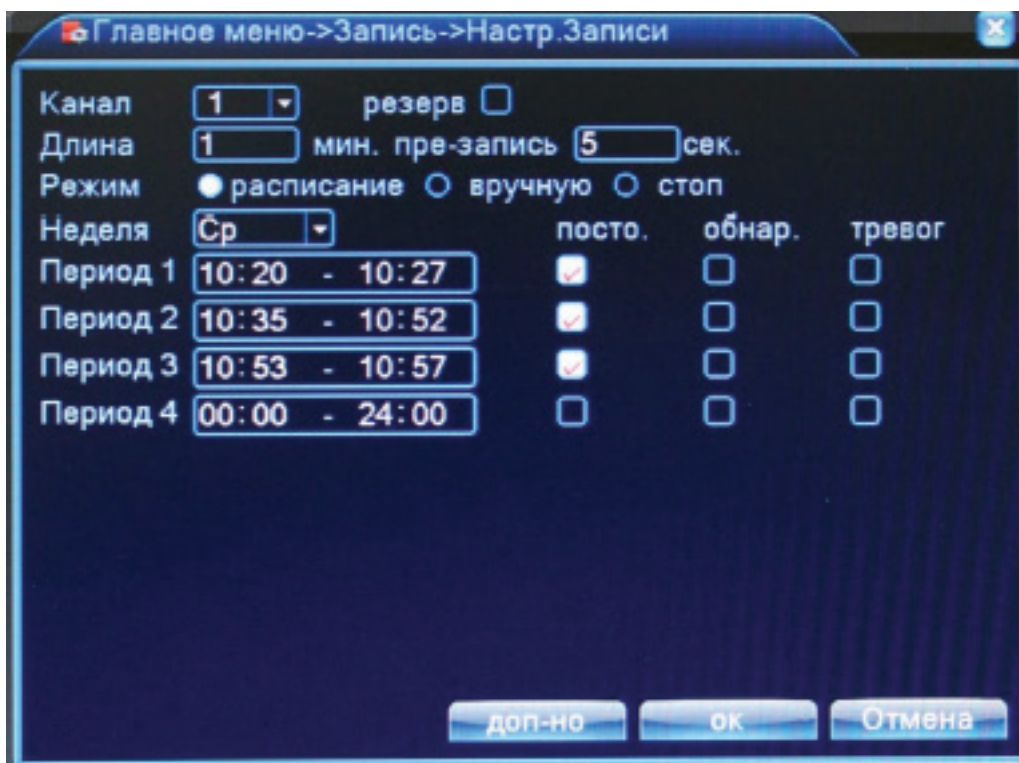 Главное меню->Запись->Настр.Записи
Канал 1 резерв
Длина 1 мин. пре-запись 5 сек.
Режим расписание вручную стоп
Неделя Ср посто. обнар. тревог
Период 1 10:20 - 10:27
Период 2 10:35 - 10:52
Период 3 10:53 - 10:57
Период 4 00:00 - 24:00
доп-но ок Отмена